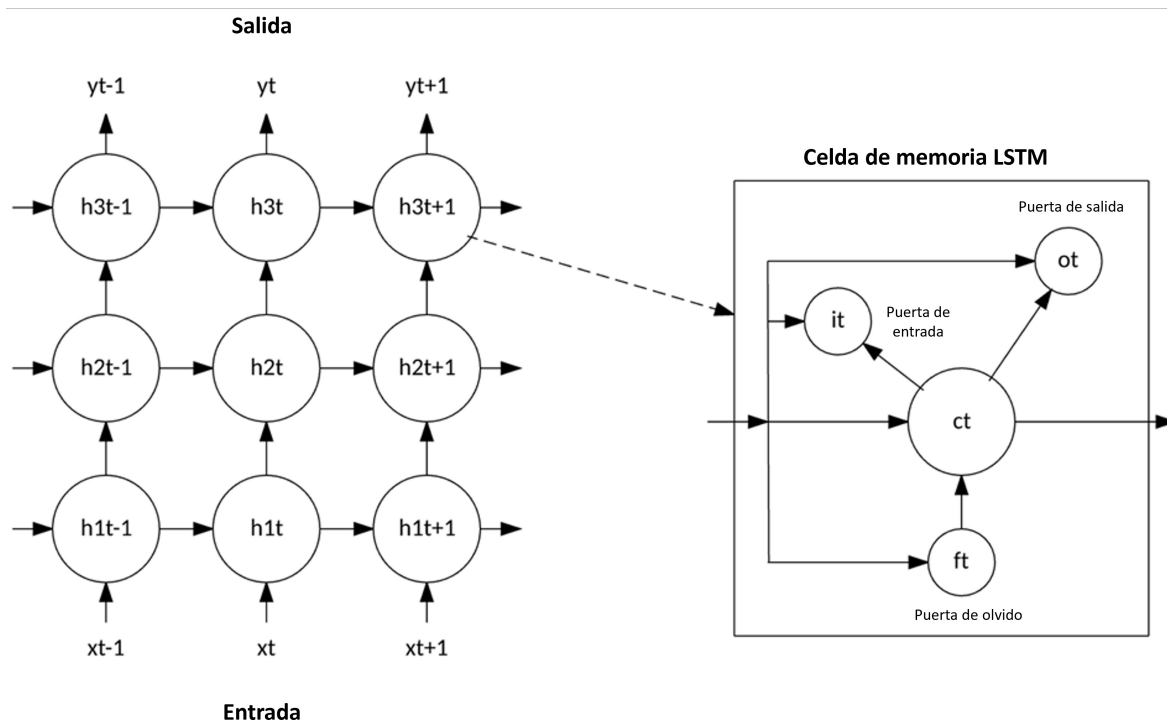 Salida
yt-1 yt yt+1
h3t-1 h3t h3t+1
h2t-1 h2t h2t+1
h1t-1 h1t h1t+1
xt-1 xt xt+1
Entrada
Celda de memoria LSTM
Puerta de salida
ot
it
Puerta de
entrada
ct
ft
Puerta de olvido